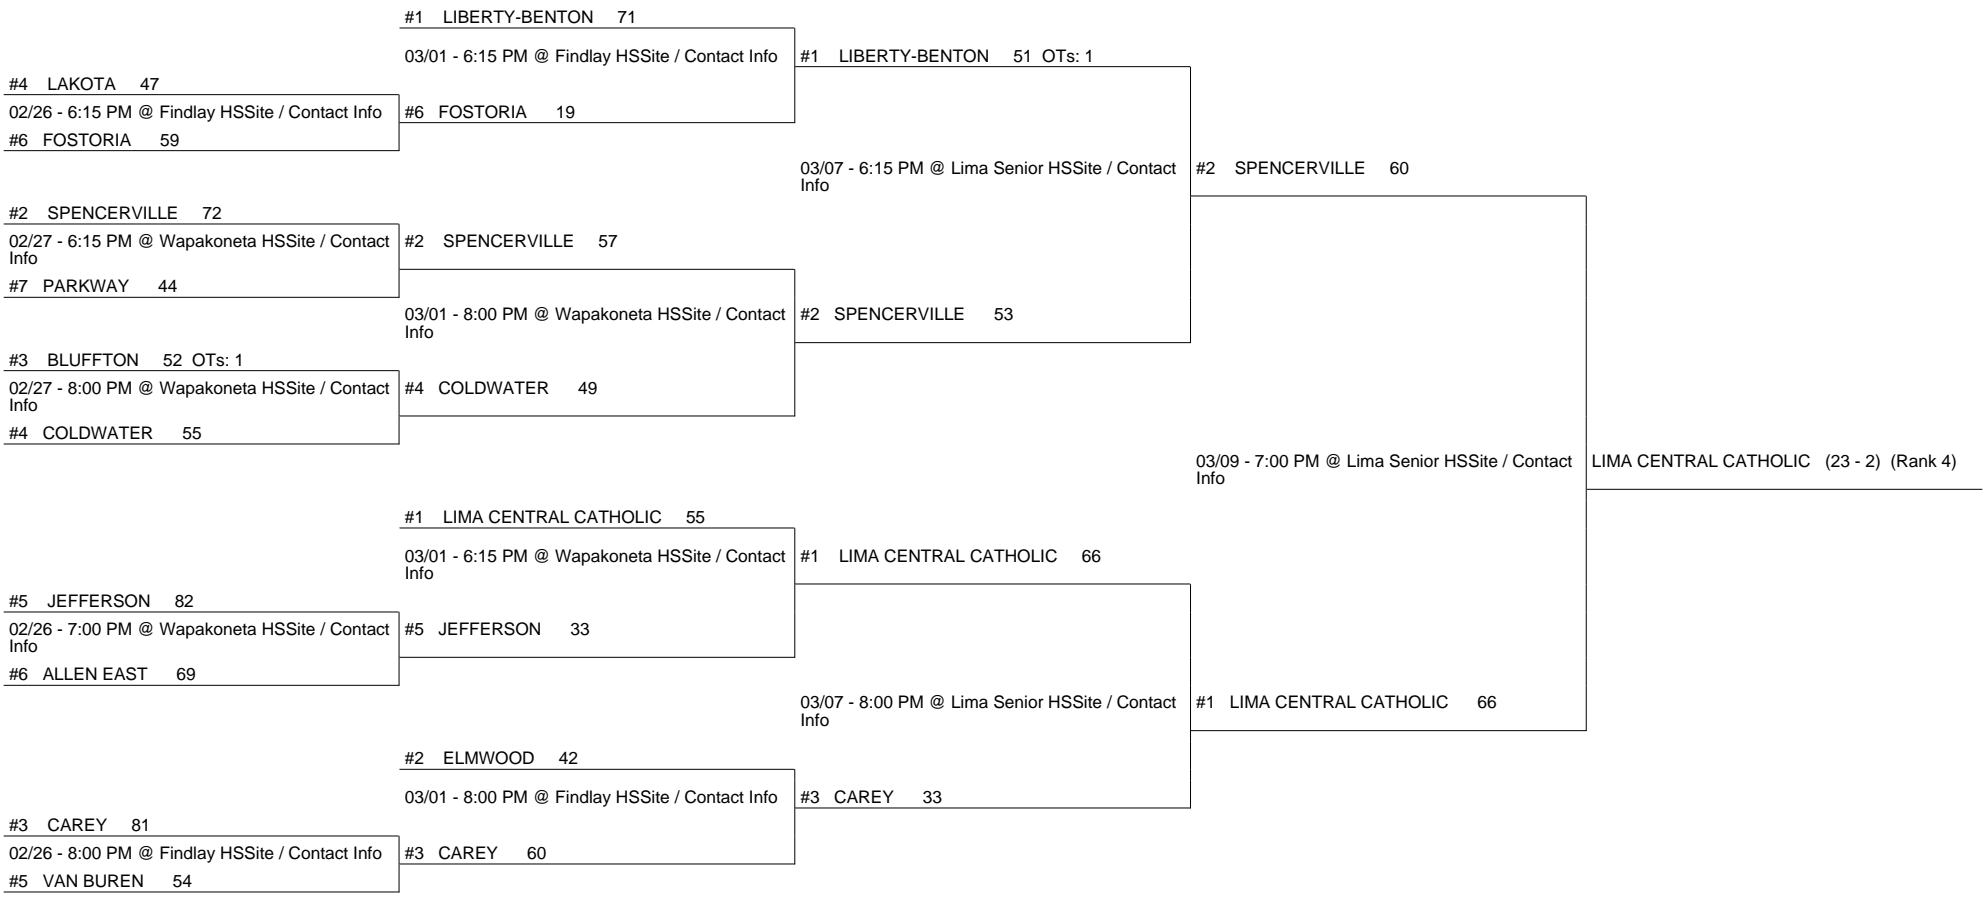 #1 LIBERTY-BENTON 71
03/01 - 6:15 PM @ Findlay HSSite / Contact Info
#1 LIBERTY-BENTON 51 OTs: 1
#4 LAKOTA 47
02/26 - 6:15 PM @ Findlay HSSite / Contact Info
#6 FOSTORIA 19
#6 FOSTORIA 59
03/07 - 6:15 PM @ Lima Senior HSSite / Contact
Info
#2 SPENCERVILLE 60
#2 SPENCERVILLE 72
02/27 - 6:15 PM @ Wapakoneta HSSite / Contact
Info
#2 SPENCERVILLE 57
#7 PARKWAY 44
03/01 - 8:00 PM @ Wapakoneta HSSite / Contact
Info
#2 SPENCERVILLE 53
#3 BLUFFTON 52 OTs: 1
02/27 - 8:00 PM @ Wapakoneta HSSite / Contact
Info
#4 COLDWATER 49
#4 COLDWATER 55
03/09 - 7:00 PM @ Lima Senior HSSite / Contact
Info
LIMA CENTRAL CATHOLIC (23 - 2) (Rank 4)
#1 LIMA CENTRAL CATHOLIC 55
03/01 - 6:15 PM @ Wapakoneta HSSite / Contact
Info
#1 LIMA CENTRAL CATHOLIC 66
#5 JEFFERSON 82
02/26 - 7:00 PM @ Wapakoneta HSSite / Contact
Info
#5 JEFFERSON 33
#6 ALLEN EAST 69
03/07 - 8:00 PM @ Lima Senior HSSite / Contact
Info
#1 LIMA CENTRAL CATHOLIC 66
#2 ELMWOOD 42
03/01 - 8:00 PM @ Findlay HSSite / Contact Info
#3 CAREY 33
#3 CAREY 81
02/26 - 8:00 PM @ Findlay HSSite / Contact Info
#3 CAREY 60
#5 VAN BUREN 54